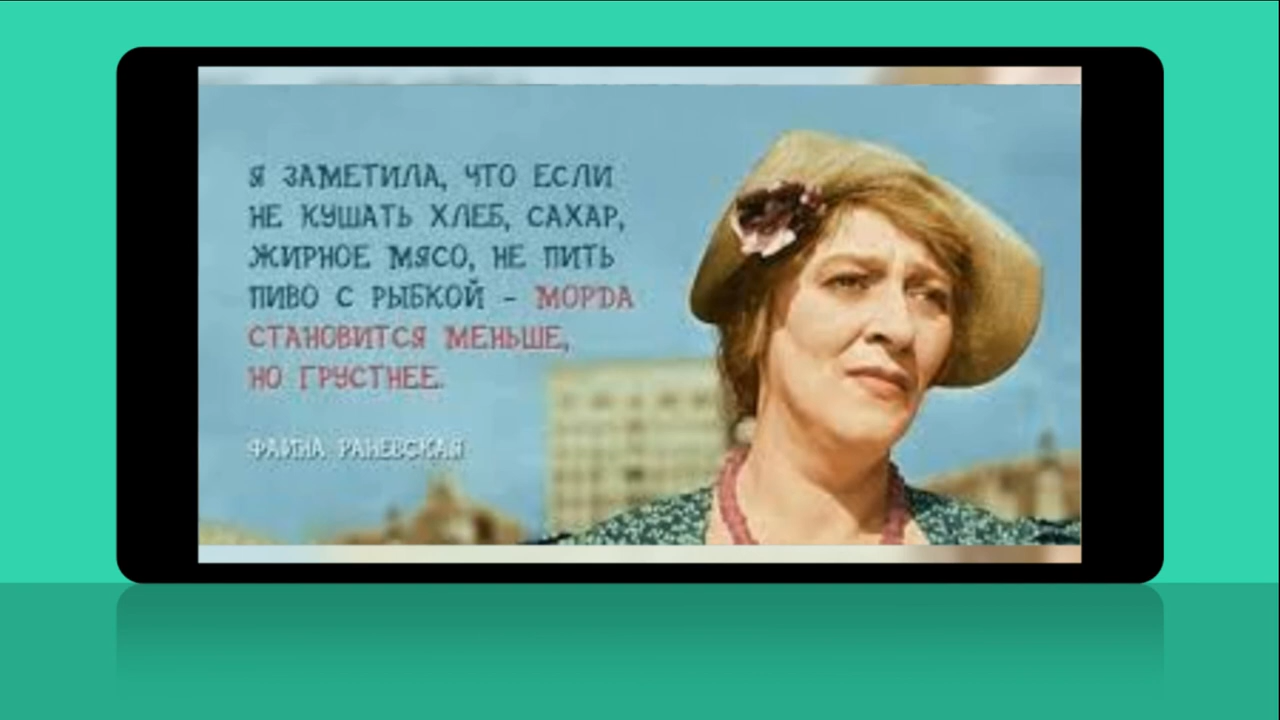 Я ЗАМЕТИЛА, ЧТО ЕСЛИ
НЕ КУШАТЬ ХЛЕБ, САХАР,
ЖИРНОЕ МЯСО, НЕ ПИТЬ
ПИВО С РЫБКОЙ – МОРДА
СТАНОВИТСЯ МЕНЬШЕ,
НО ГРУСТНЕЕ.
ФАИНА РАНЕВСКАЯ